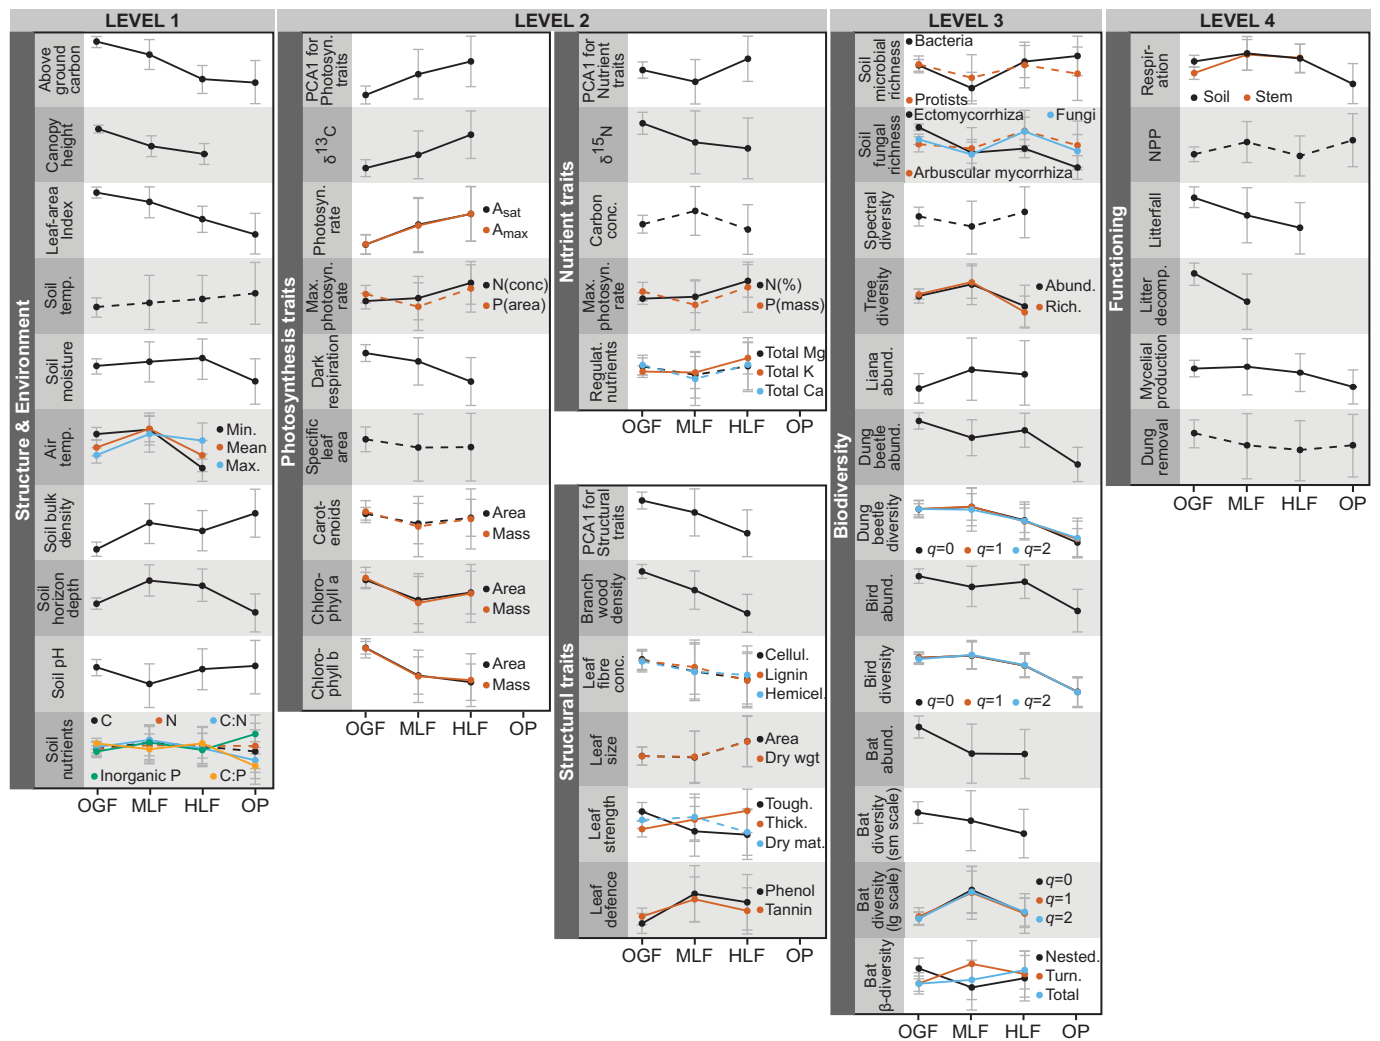 LEVEL 1
LEVEL 2
LEVEL 3
LEVEL 4
Structure & Environment
Above
ground
carbon
Canopy
height
Leaf-area
Index
Soil
temp.
Soil
moisture
Air
temp.
Min.
Mean
Max.
Soil bulk
density
Soil
horizon
depth
Soil pH
Soil
nutrients
C
N
C:N
Inorganic P
C:P
OGF MLF HLF OP
Photosynthesis traits
PCA1 for
Photosyn.
traits
δ13C
Photosyn.
rate
Asat
Amax
Max.
photosyn.
rate
N(conc)
P(area)
Dark
respiration
Specific
leaf
area
Carot-
enoids
Area
Mass
Chloro-
phyll a
Area
Mass
Chloro-
phyll b
Area
Mass
OGF MLF HLF OP
Nutrient traits
PCA1 for
Nutrient
traits
δ15N
Carbon
conc.
Max.
photosyn.
rate
N(%)
P(mass)
Regulat.
nutrients
Total Mg
Total K
Total Ca
OGF MLF HLF OP
Structural traits
PCA1 for
Structural
traits
Branch
wood
density
Leaf
fibre
conc.
Cellul.
Lignin
Hemicel.
Leaf
size
Area
Dry wgt
Leaf
strength
Tough.
Thick.
Dry mat.
Leaf
defence
Phenol
Tannin
OGF MLF HLF OP
Biodiversity
Soil
microbial
richness
Bacteria
Protists
Soil
fungal
richness
Ectomycorrhiza
Fungi
Arbuscular mycorrhiza
Spectral
diversity
Tree
diversity
Abund.
Rich.
Liana
abund.
Dung
beetle
abund.
Dung
beetle
diversity
q=0 q=1 q=2
Bird
abund.
Bird
diversity
q=0 q=1 q=2
Bat
abund.
Bat
diversity
(sm scale)
Bat
diversity
(lg scale)
q=0
q=1
q=2
Bat
β-diversity
Nested.
Turn.
Total
OGF MLF HLF OP
Functioning
Respir-
ation
Soil
Stem
NPP
Litterfall
Litter
decomp.
Mycelial
production
Dung
removal
OGF MLF HLF OP